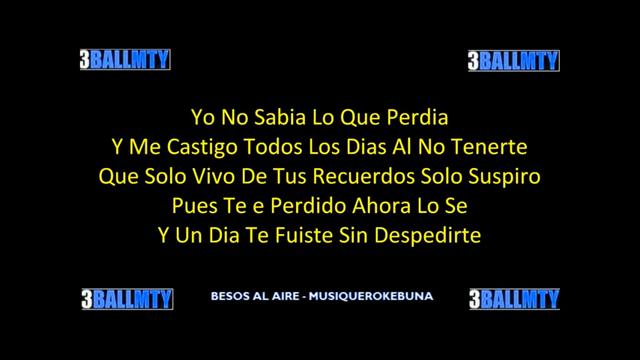 3BALLMTY 3BALLMTY
Yo No Sabia Lo Que Perdia
Y Me Castigo Todos Los Dias Al No Tenerte
Que Solo Vivo De Tus Recuerdos Solo Suspiro
Pues Te e Perdido Ahora Lo Se
Y Un Dia Te Fuiste Sin Despedirte
3BALLMTY BESOS AL AIRE - MUSIQUEROKEBUNA 3BALLMTY